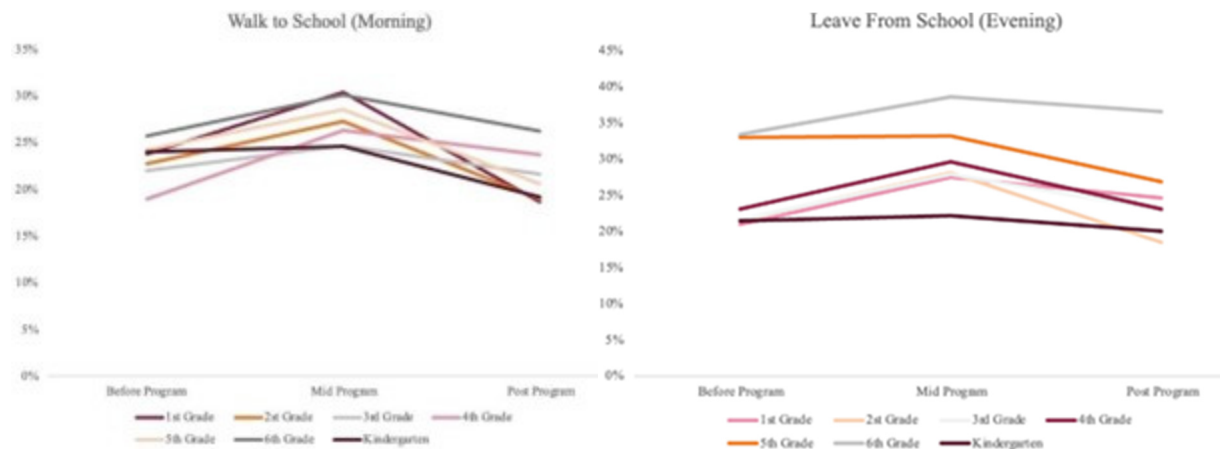 Walk to School (Morning)
35%
30%
25%
20%
15%
10%
5%
0%
Before Program Mid Program Post Program
1st Grade 2st Grade 3rd Grade 4th Grade
5th Grade 6th Grade Kindergarten
Leave From School (Evening)
45%
40%
35%
30%
25%
20%
15%
10%
5%
0%
Before Program Mid Program Post Program
1st Grade 2st Grade 3rd Grade 4th Grade
5th Grade 6th Grade Kindergarten